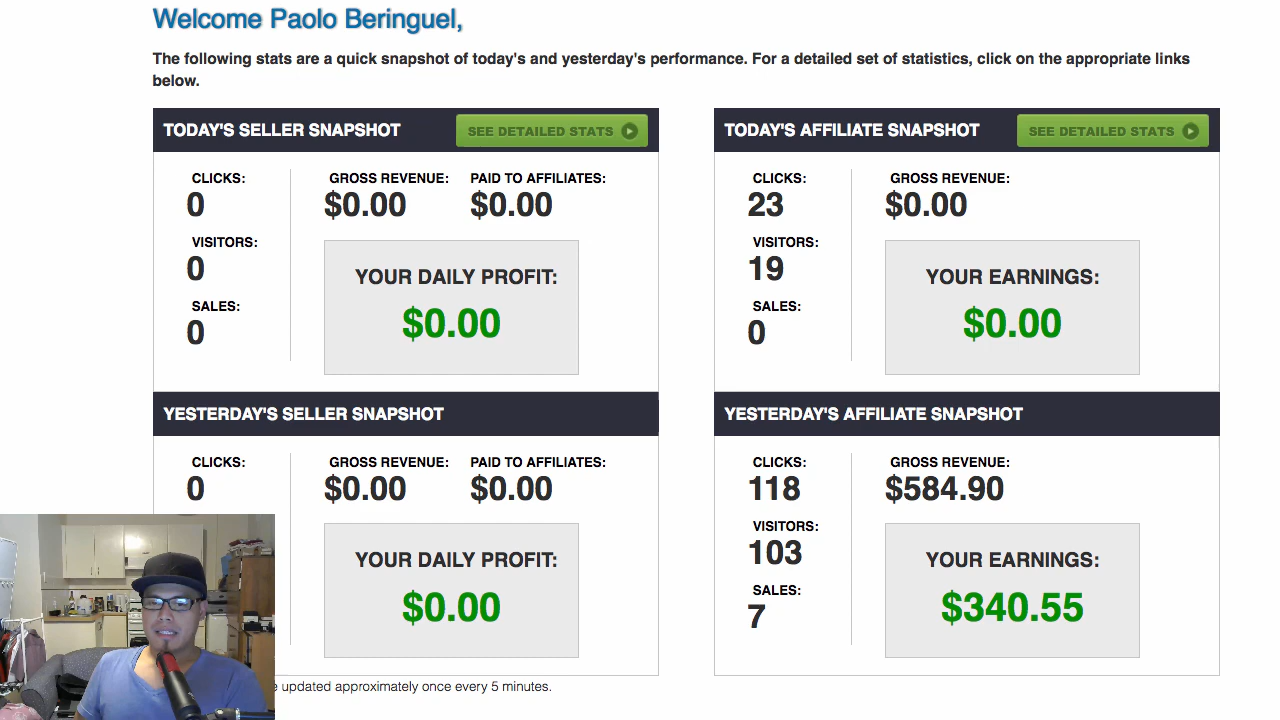 Welcome Paolo Beringuel,
The following stats are a quick snapshot of today's and yesterday's performance. For a detailed set of statistics, click on the appropriate links
below.
TODAY'S SELLER SNAPSHOT
SEE DETAILED STATS
CLICKS:
0
GROSS REVENUE:
$0.00
PAID TO AFFILIATES:
$0.00
VISITORS:
0
SALES:
0
YOUR DAILY PROFIT:
$0.00
TODAY'S AFFILIATE SNAPSHOT
SEE DETAILED STATS
CLICKS:
23
GROSS REVENUE:
$0.00
VISITORS:
19
SALES:
0
YOUR EARNINGS:
$0.00
YESTERDAY'S SELLER SNAPSHOT
CLICKS:
0
GROSS REVENUE:
$0.00
PAID TO AFFILIATES:
$0.00
YOUR DAILY PROFIT:
$0.00
YESTERDAY'S AFFILIATE SNAPSHOT
CLICKS:
118
GROSS REVENUE:
$584.90
VISITORS:
103
SALES:
7
YOUR EARNINGS:
$340.55
updated approximately once every 5 minutes.